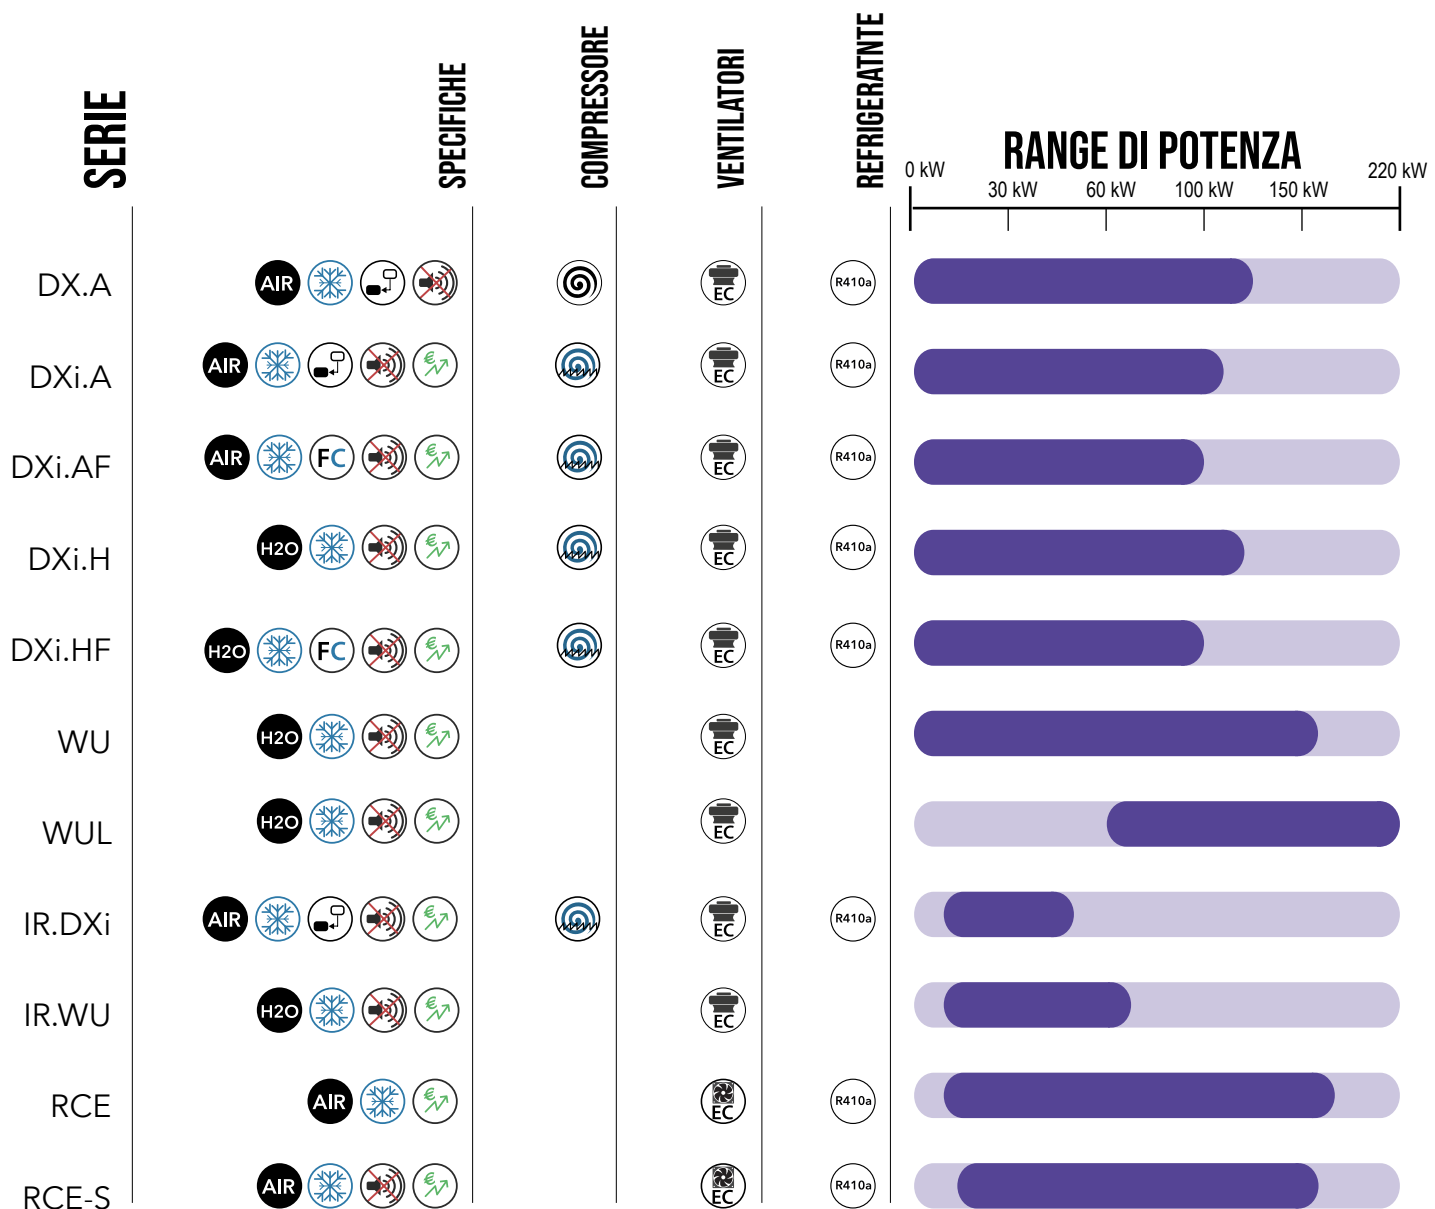 SERIE
SPECIFICHE
COMPRESSORE
VENTILATORI
REFRIGERATNTE
RANGE DI POTENZA
0 kW 30 kW 60 kW 100 kW 150 kW 220 kW
DX.A AIR EC R410a
DXi.A AIR € EC R410a
DXi.AF AIR FC € EC R410a
DXi.H H2O € EC R410a
DXi.HF H2O FC € EC R410a
WU H2O € EC
WUL H2O € EC
IR.DXi AIR € EC R410a
IR.WU H2O € EC
RCE AIR € EC R410a
RCE-S AIR € EC R410a